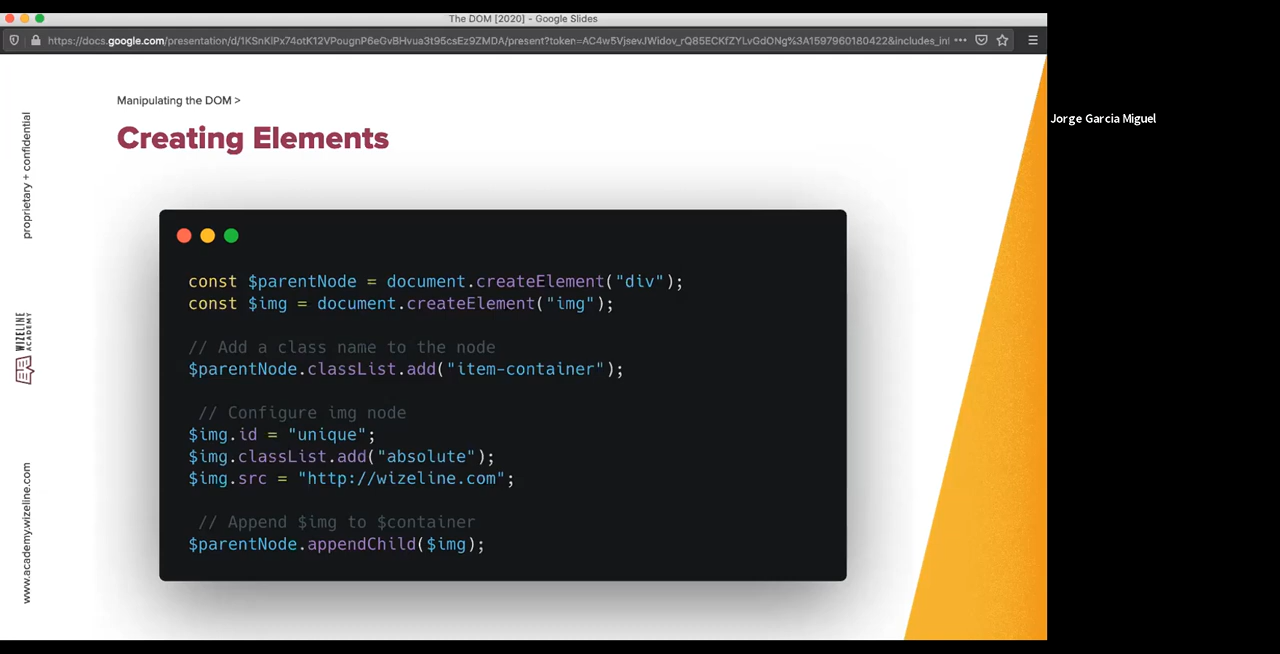 The DOM [2020] - Google Slides
Manipulating the DOM >
Creating Elements
const $parentNode = document.createElement("div");
const $img = document.createElement("img");
// Add a class name to the node
$parentNode.classList.add("item-container");
// Configure img node
$img.id = "unique";
$img.classList.add("absolute");
$img.src = "http://wizeline.com";
// Append $img to $container
$parentNode.appendChild($img);
proprietary + confidential
WIZELINE
ACADEMY
www.academy.wizeline.com
Jorge Garcia Miguel